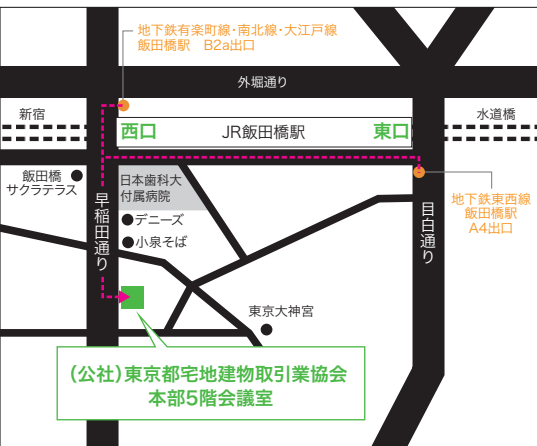 地下鉄有楽町線・南北線・大江戸線
飯田橋駅 B2a出口
外堀通り
新宿
水道橋
西口
JR飯田橋駅
東口
飯田橋
サクラテラス
日本歯科大
付属病院
早稲田通り
デニーズ
小泉そば
目白通り
地下鉄東西線
飯田橋駅
A4出口
東京大神宮
(公社)東京都宅地建物取引業協会
本部5階会議室